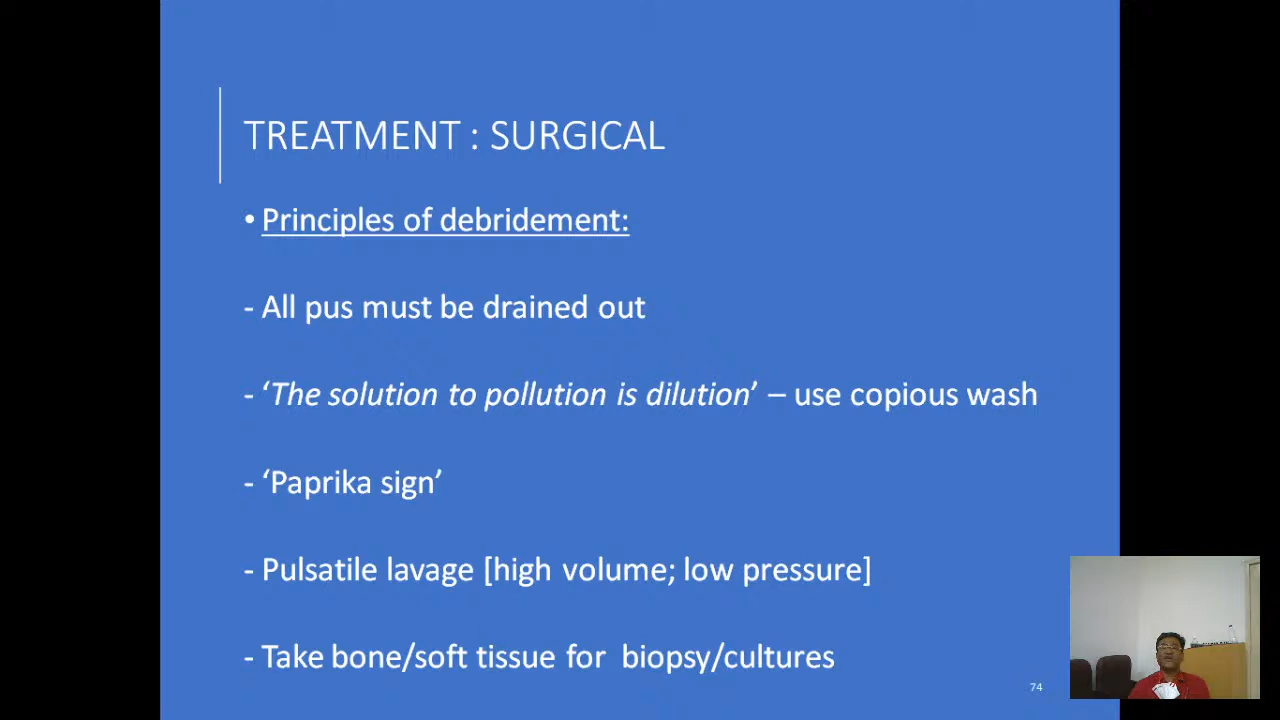 TREATMENT : SURGICAL
• Principles of debridement:
- All pus must be drained out
- ‘The solution to pollution is dilution’ – use copious wash
- ‘Paprika sign’
- Pulsatile lavage [high volume; low pressure]
- Take bone/soft tissue for biopsy/cultures
74